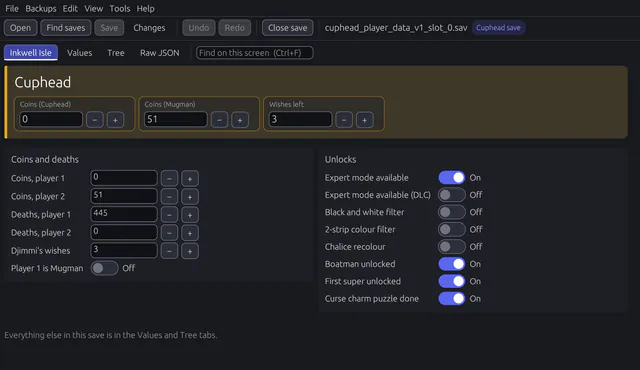 File Backups Edit View Tools Help
Open Find saves Save Changes Undo Redo Close save cuphead_player_data_v1_slot_0.sav Cuphead save
Inkwell Isle Values Tree Raw JSON Find on this screen (Ctrl+F)
Cuphead
Coins (Cuphead) Coins (Mugman) Wishes left
0 − + 51 − + 3 − +
Coins and deaths
Coins, player 1 0 − +
Coins, player 2 51 − +
Deaths, player 1 445 − +
Deaths, player 2 0 − +
Djimmi's wishes 3 − +
Player 1 is Mugman Off
Unlocks
Expert mode available On
Expert mode available (DLC) Off
Black and white filter Off
2-strip colour filter Off
Chalice recolour Off
Boatman unlocked On
First super unlocked On
Curse charm puzzle done On
Everything else in this save is in the Values and Tree tabs.